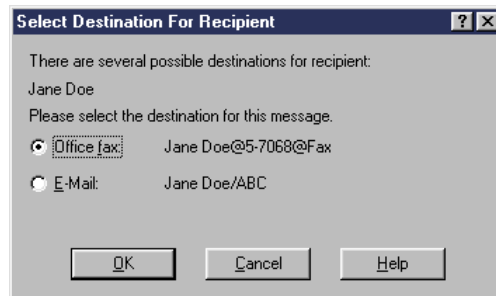 Select Destination For Recipient
There are several possible destinations for recipient:
Jane Doe
Please select the destination for this message.
Office fax: Jane Doe@5-7068@Fax
E-Mail: Jane Doe/ABC
OK Cancel Help